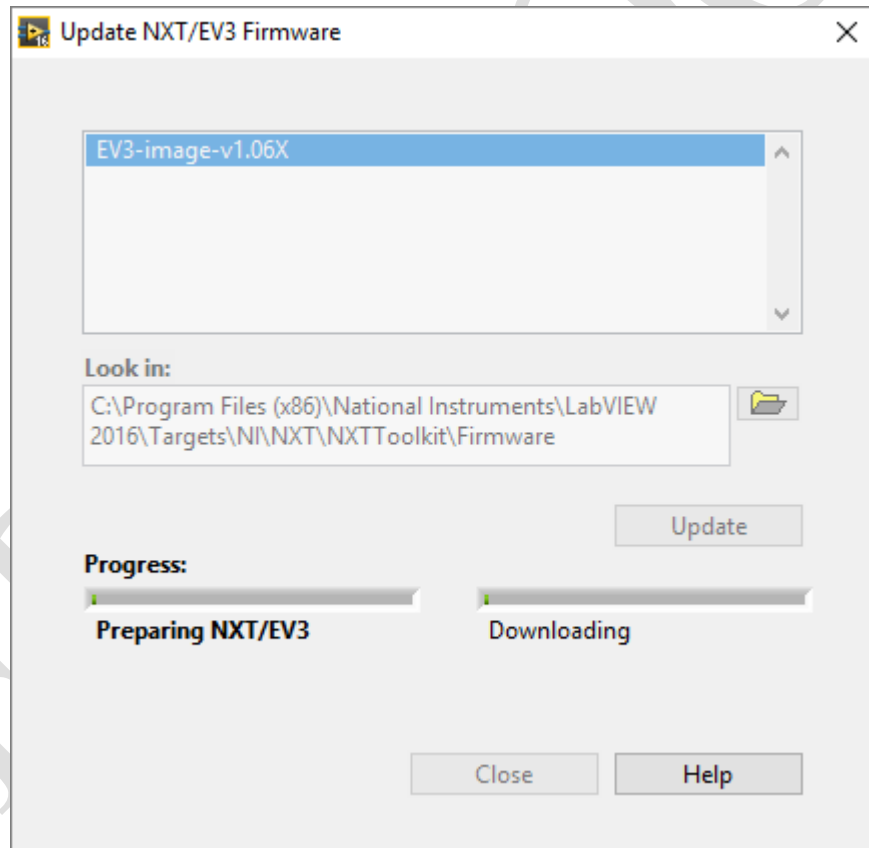 Update NXT/EV3 Firmware
EV3-image-v1.06X
Look in:
C:\Program Files (x86)\National Instruments\LabVIEW
2016\Targets\NI\NXT\NXTToolkit\Firmware
Update
Progress:
Preparing NXT/EV3
Downloading
Close
Help